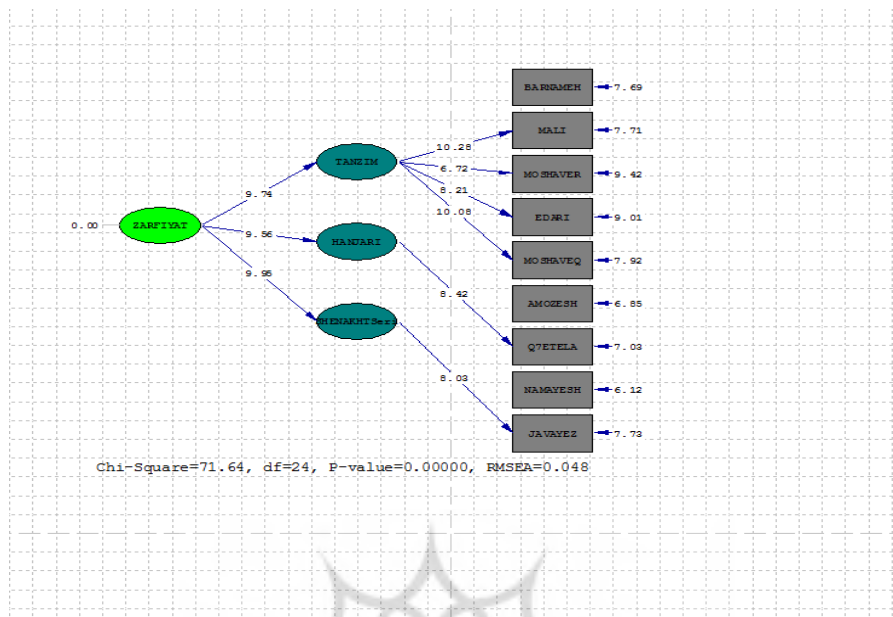 BARNAMEH
7.69
10.28
MALI
7.71
TANZIM
6.72
MOSHAVER
9.42
9.74
8.21
EDARI
9.01
0.00
ZARFIYAT
10.08
9.56
HANJARI
MOSHAVEQ
7.92
9.95
8.42
AMOZESH
6.85
HENAKHTSera
Q7ETELA
7.03
8.03
NAMAYESH
6.12
JAVAYEZ
7.73
Chi-Square=71.64, df=24, P-value=0.00000, RMSEA=0.048